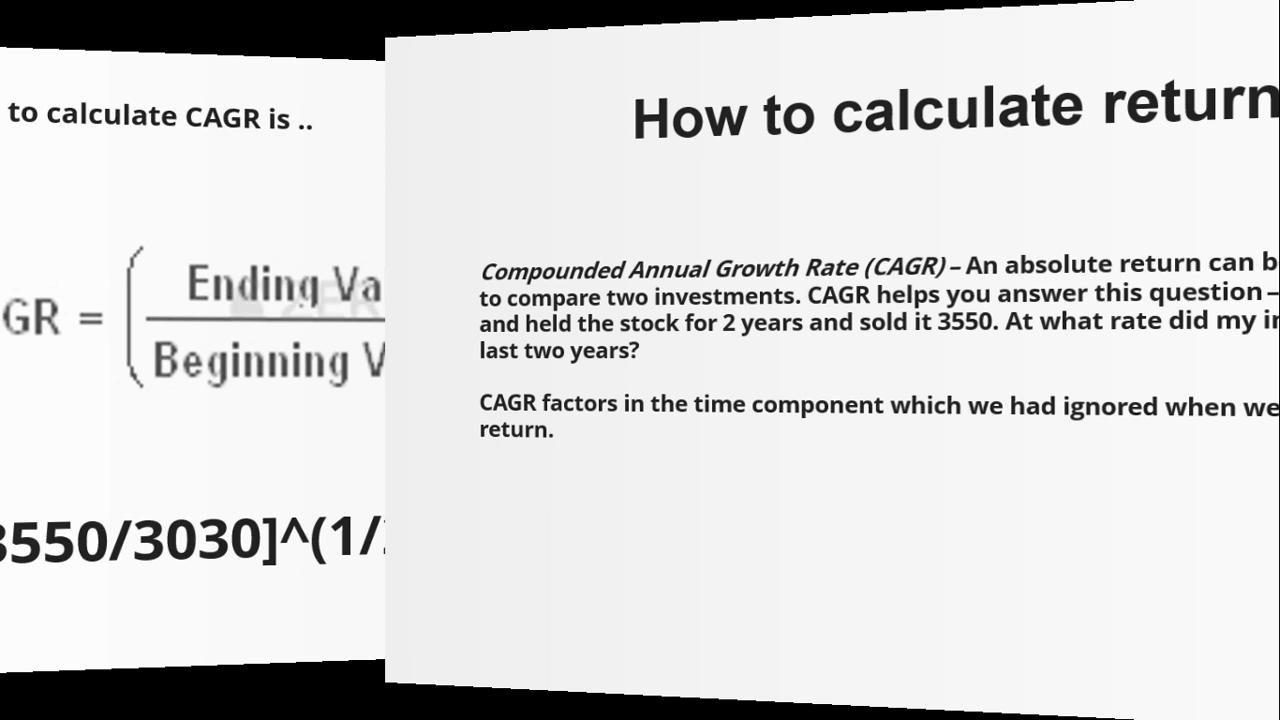 to calculate CAGR is ..
GR =
Ending Va
Beginning V
3550/3030]^(1/
How to calculate return
Compounded Annual Growth Rate (CAGR) – An absolute return can b
to compare two investments. CAGR helps you answer this question –
and held the stock for 2 years and sold it 3550. At what rate did my in
last two years?
CAGR factors in the time component which we had ignored when we
return.